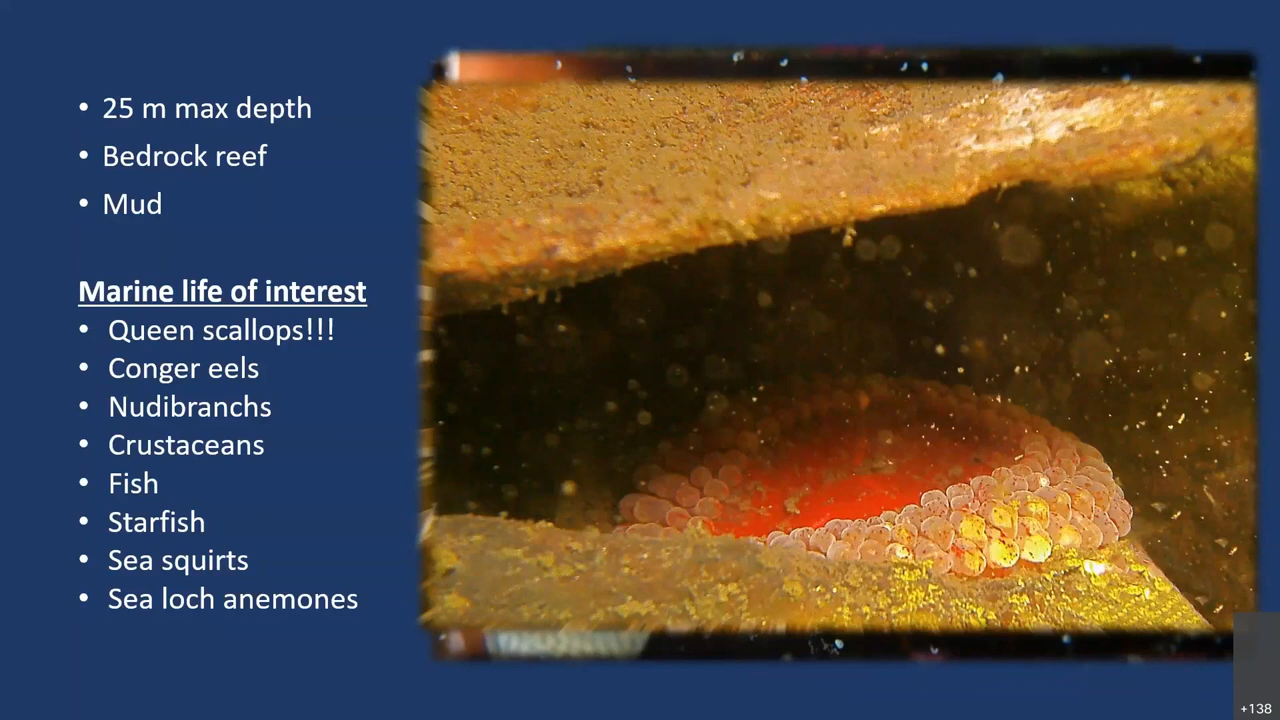 • 25 m max depth
• Bedrock reef
• Mud
Marine life of interest
• Queen scallops!!!
• Conger eels
• Nudibranchs
• Crustaceans
• Fish
• Starfish
• Sea squirts
• Sea loch anemones
+138